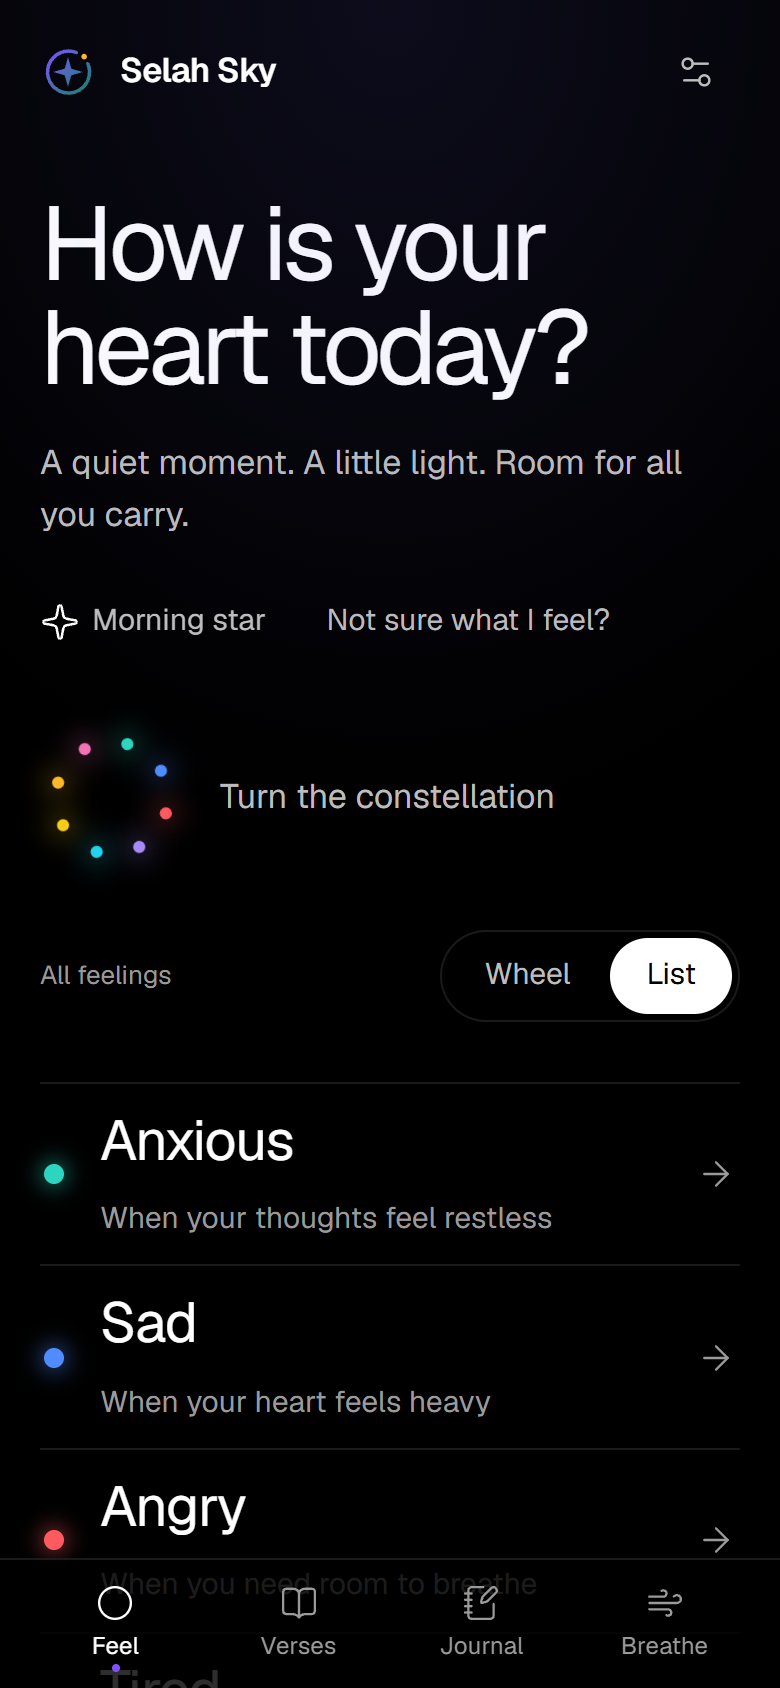 Selah Sky
How is your
heart today?
A quiet moment. A little light. Room for all
you carry.
Morning star
Not sure what I feel?
Turn the constellation
All feelings
Wheel
List
Anxious
When your thoughts feel restless
Sad
When your heart feels heavy
Angry
When you need room to breathe
Feel
Verses
Journal
Breathe
Tired